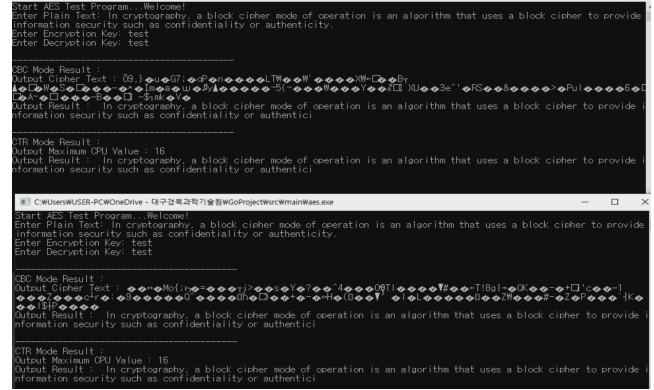 Start AES Test Program...Welcome!
Enter Plain Text: In cryptography, a block cipher mode of operation is an algorithm that uses a block cipher to provide
information security such as confidentiality or authenticity.
Enter Encryption Key: test
Enter Decryption Key: test
CBC Mode Result :
Output Cipher Text :
Output Result : In cryptography, a block cipher mode of operation is an algorithm that uses a block cipher to provide i
nformation security such as confidentiality or authentici
CTR Mode Result :
Output Maximum CPU Value : 16
Output Result : In cryptography, a block cipher mode of operation is an algorithm that uses a block cipher to provide i
nformation security such as confidentiality or authentici
C:₩Users₩USER-PC₩OneDrive - 대구경북과학기술원₩GoProject₩src₩main₩aes.exe
Start AES Test Program...Welcome!
Enter Plain Text: In cryptography, a block cipher mode of operation is an algorithm that uses a block cipher to provide
information security such as confidentiality or authenticity.
Enter Encryption Key: test
Enter Decryption Key: test
CBC Mode Result :
Output Cipher Text :
Output Result : In cryptography, a block cipher mode of operation is an algorithm that uses a block cipher to provide i
nformation security such as confidentiality or authentici
CTR Mode Result :
Output Maximum CPU Value : 16
Output Result : In cryptography, a block cipher mode of operation is an algorithm that uses a block cipher to provide i
nformation security such as confidentiality or authentici